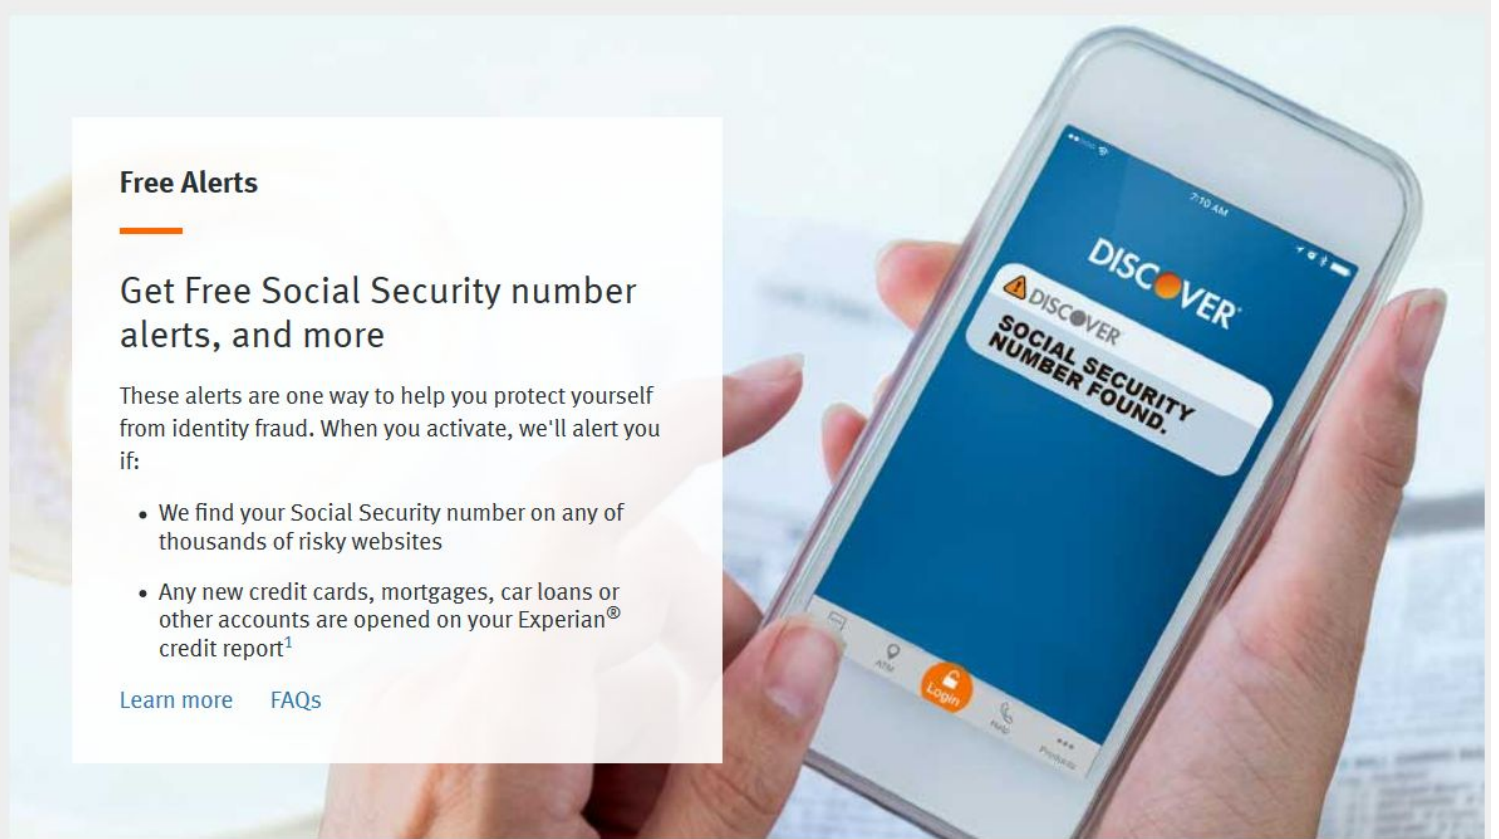 Free Alerts
Get Free Social Security number
alerts, and more
These alerts are one way to help you protect yourself
from identity fraud. When you activate, we'll alert you
if:
• We find your Social Security number on any of
thousands of risky websites
• Any new credit cards, mortgages, car loans or
other accounts are opened on your Experian®
credit report¹
Learn more FAQs
7:10 AM
DISCOVER
DISCOVER
SOCIAL SECURITY
NUMBER FOUND.
ATM
Login
Help
Products